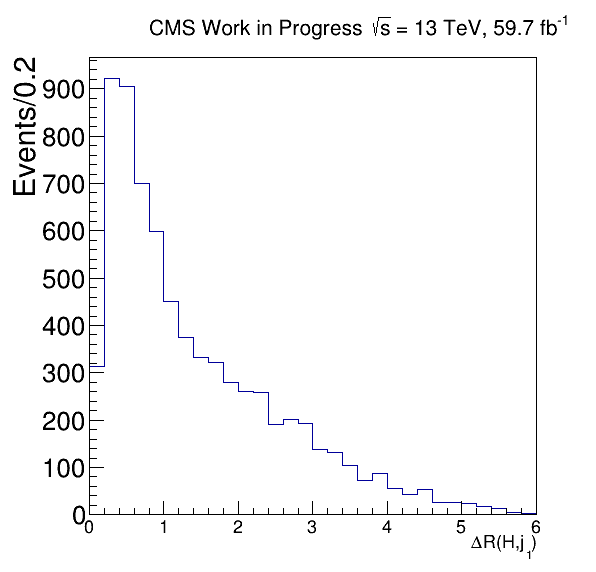 CMS Work in Progress √s = 13 TeV, 59.7 fb⁻¹
Events/0.2
900
800
700
600
500
400
300
200
100
0
0 1 2 3 4 5 6
ΔR(H,j₁)